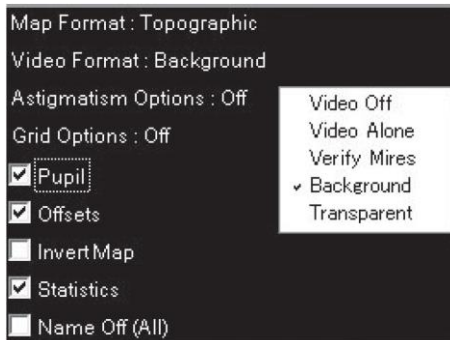 Map Format : Topographic
Video Format : Background
Astigmatism Options : Off
Grid Options : Off
Pupil
Offsets
Invert Map
Statistics
Name Off (All)
Video Off
Video Alone
Verify Mires
Background
Transparent